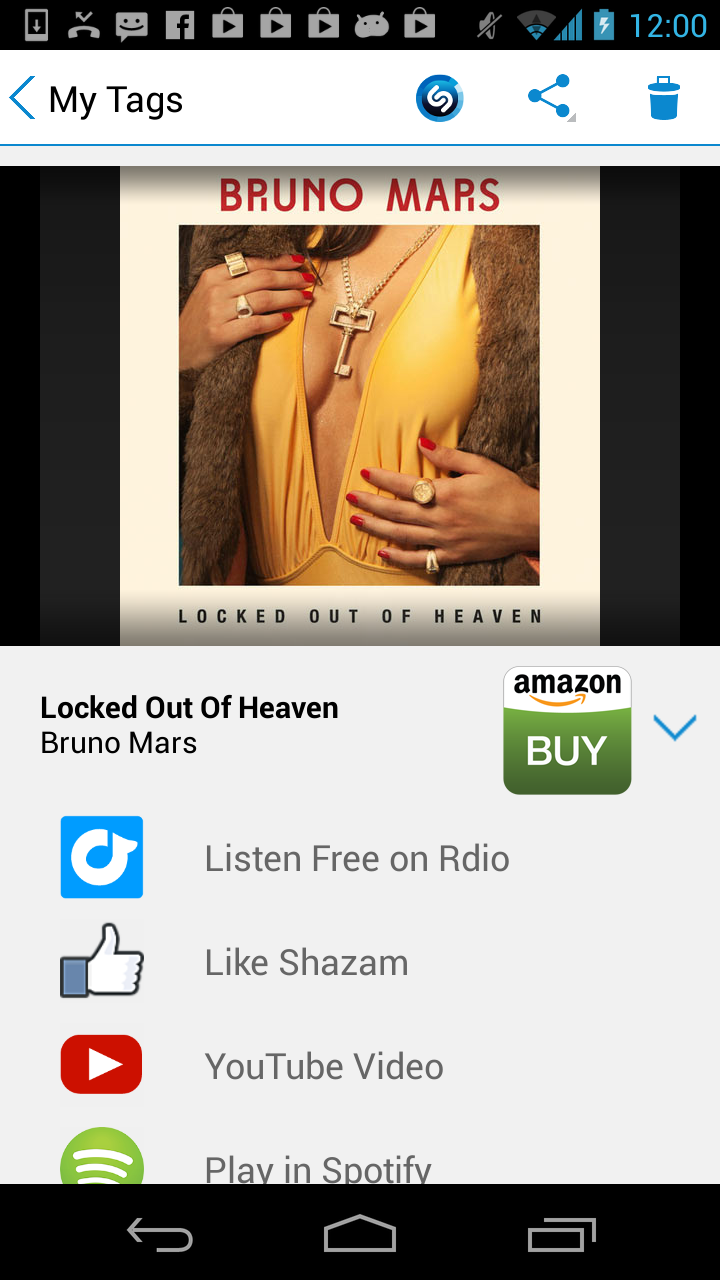 12:00
My Tags
BRUNO MARS
LOCKED OUT OF HEAVEN
Locked Out Of Heaven
Bruno Mars
amazon
BUY
Listen Free on Rdio
Like Shazam
YouTube Video
Play in Spotify